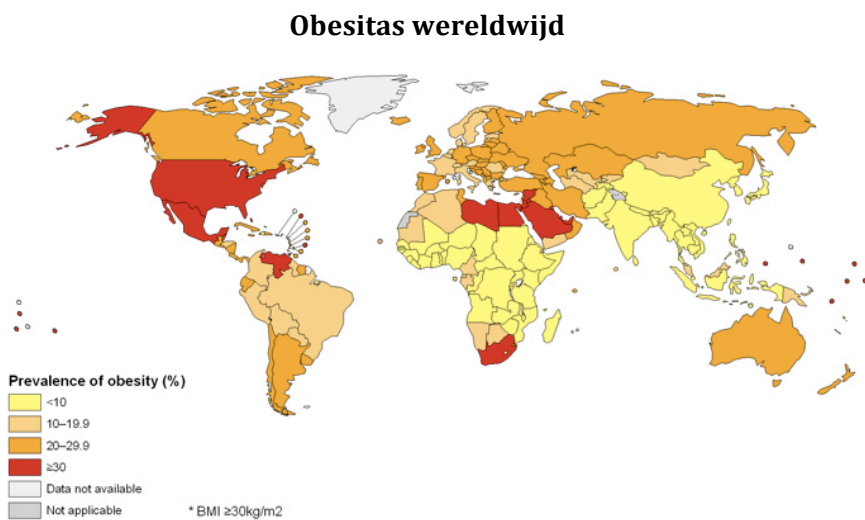 Obesitas wereldwijd
Prevalence of obesity (%)
<10
10–19.9
20–29.9
≥30
Data not available
Not applicable
* BMI ≥30kg/m2